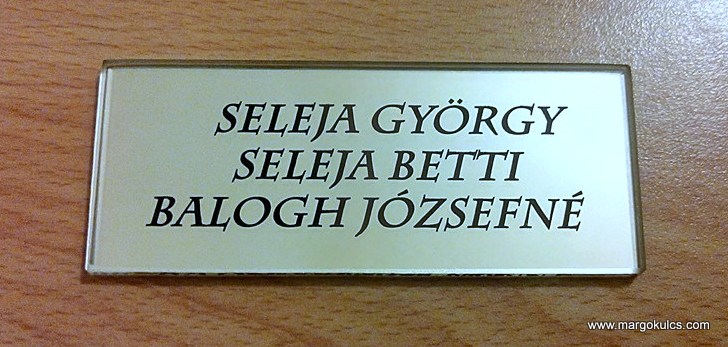 SELEJA GYÖRGY
SELEJA BETTI
BALOGH JÓZSEFNÉ
www.margokulcs.com